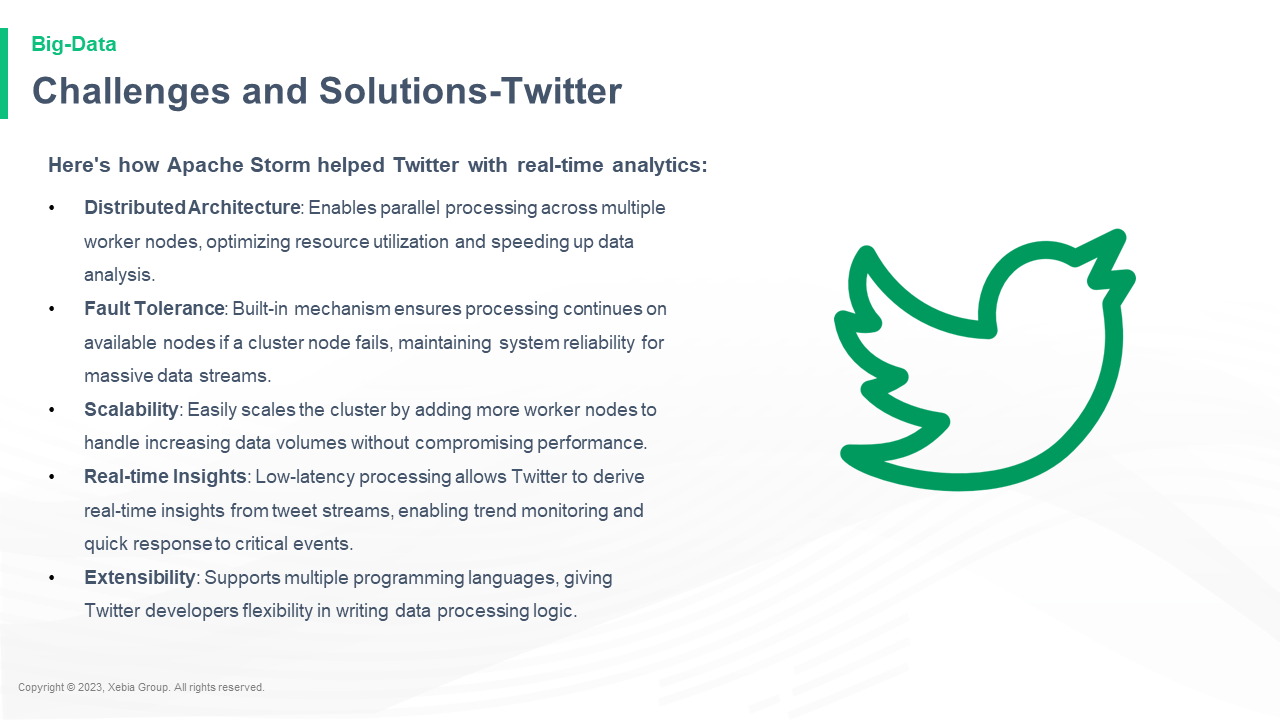 Big-Data
Challenges and Solutions-Twitter
Here's how Apache Storm helped Twitter with real-time analytics:
• Distributed Architecture: Enables parallel processing across multiple
worker nodes, optimizing resource utilization and speeding up data
analysis.
• Fault Tolerance: Built-in mechanism ensures processing continues on
available nodes if a cluster node fails, maintaining system reliability for
massive data streams.
• Scalability: Easily scales the cluster by adding more worker nodes to
handle increasing data volumes without compromising performance.
• Real-time Insights: Low-latency processing allows Twitter to derive
real-time insights from tweet streams, enabling trend monitoring and
quick response to critical events.
• Extensibility: Supports multiple programming languages, giving
Twitter developers flexibility in writing data processing logic.
Copyright © 2023, Xebia Group. All rights reserved.